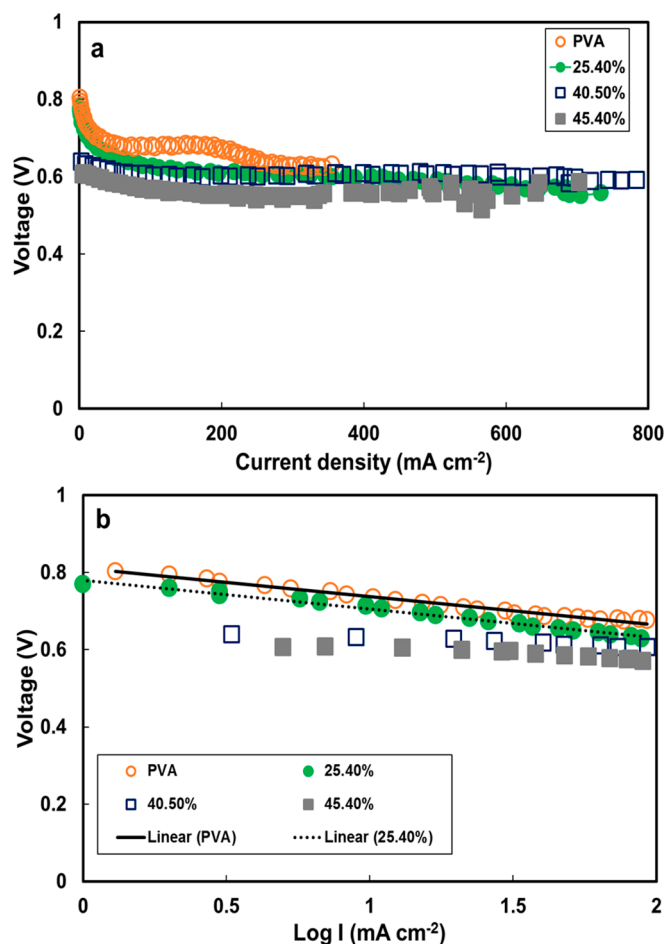 a
PVA
25.40%
40.50%
45.40%
1
0.8
0.6
0.4
0.2
0
Voltage (V)
0
200
400
600
800
Current density (mA cm-2)
b
1
0.8
0.6
0.4
0.2
0
Voltage (V)
PVA
25.40%
40.50%
45.40%
Linear (PVA)
Linear (25.40%)
0
0.5
1
1.5
2
Log I (mA cm-2)